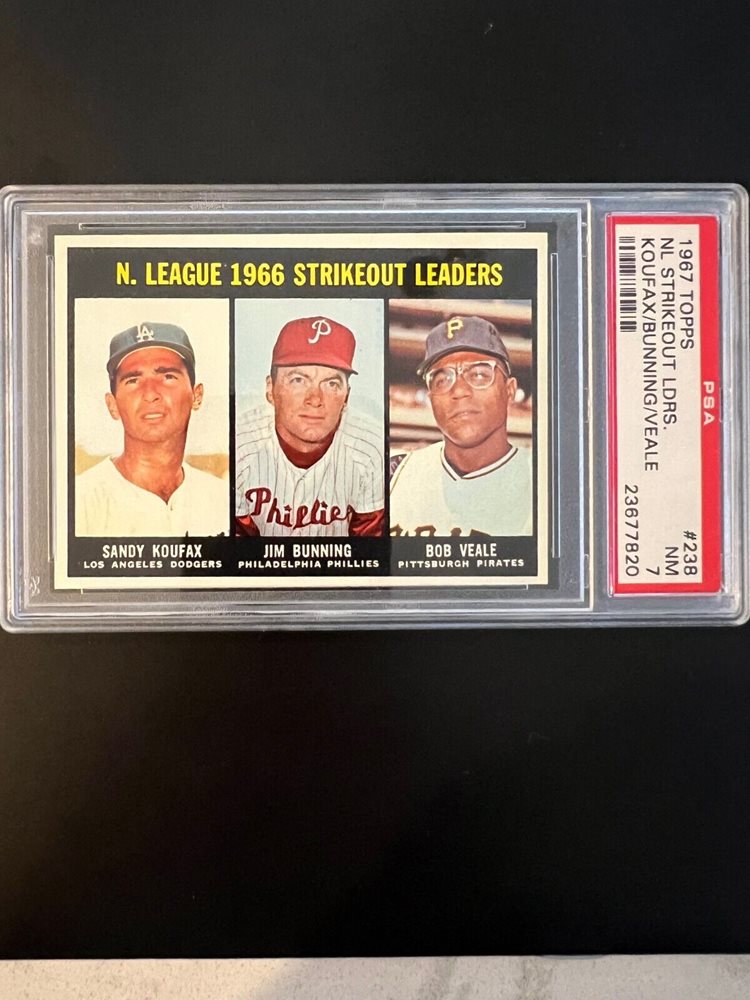 N. LEAGUE 1966 STRIKEOUT LEADERS
LA
P
P
Phillies
SANDY KOUFAX
LOS ANGELES DODGERS
JIM BUNNING
PHILADELPHIA PHILLIES
BOB VEALE
PITTSBURGH PIRATES
PSA
1967 TOPPS #238
NL STRIKEOUT LDRS. NM
KOUFAX/BUNNING/VEALE 7
23677820